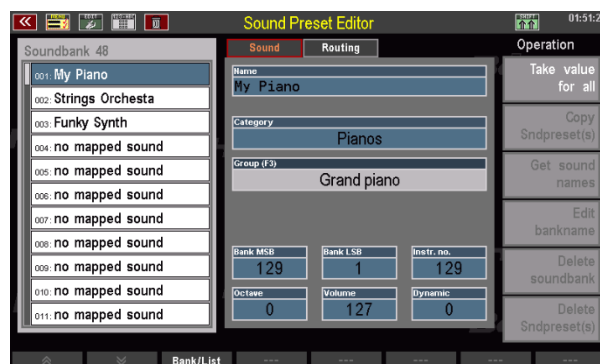 Sound Preset Editor
01:51:2
Soundbank 48
001: My Piano
002: Strings Orchesta
003: Funky Synth
004: no mapped sound
005: no mapped sound
006: no mapped sound
007: no mapped sound
008: no mapped sound
009: no mapped sound
010: no mapped sound
011: no mapped sound
Sound
Routing
Name
My Piano
Category
Pianos
Group (F3)
Grand piano
Bank MSB
129
Bank LSB
1
Instr. no.
129
Octave
0
Volume
127
Dynamic
0
Operation
Take value
for all
Copy
Sndpreset(s)
Get sound
names
Edit
bankname
Delete
soundbank
Delete
Sndpreset(s)
Bank/List
---
---
---
---
---